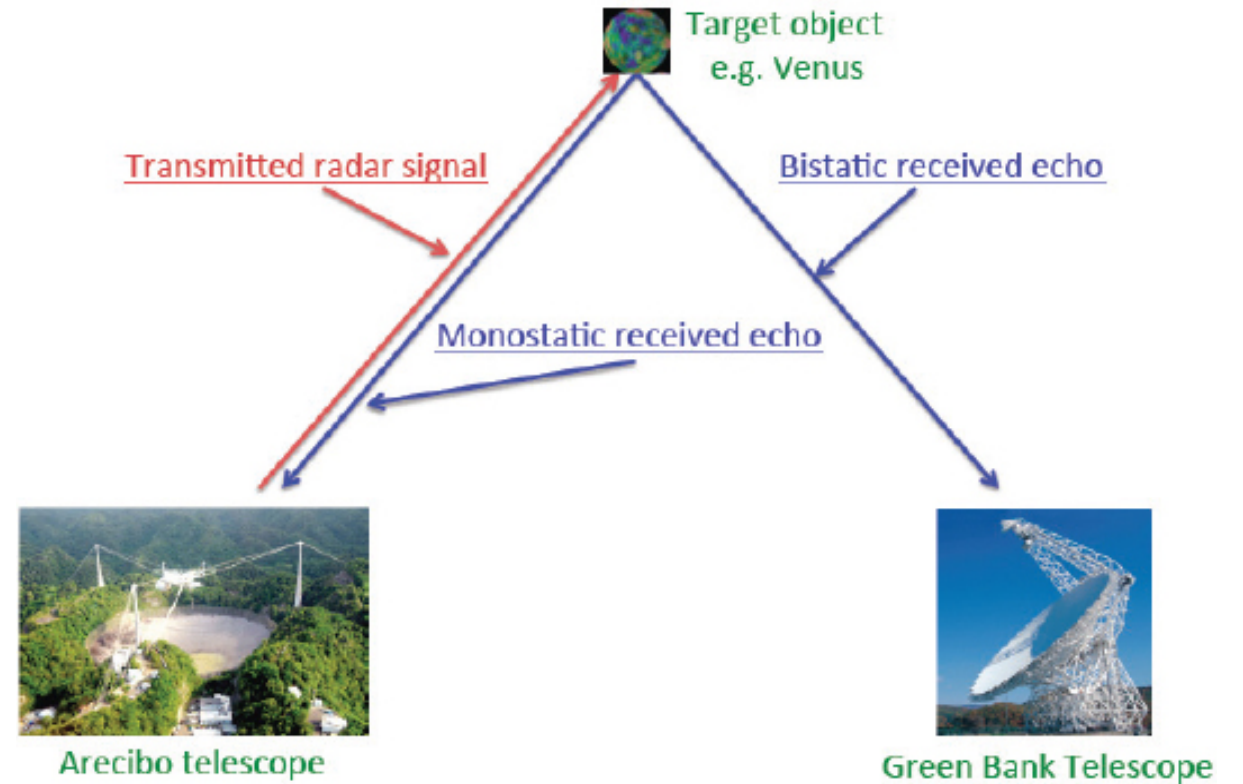 Target object
e.g. Venus
Transmitted radar signal
Bistatic received echo
Monostatic received echo
Arecibo telescope
Green Bank Telescope